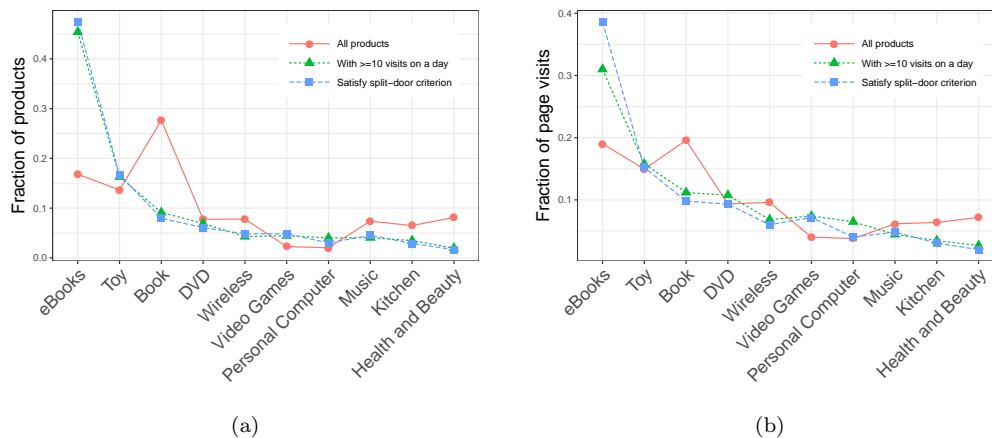 Fraction of products
0.4
0.3
0.2
0.1
0.0
All products
With >=10 visits on a day
Satisfy split−door criterion
eBooks
Toy
Book
DVD
Wireless
Video Games
Personal Computer
Music
Kitchen
Health and Beauty
(a)
Fraction of page visits
0.4
0.3
0.2
0.1
All products
With >=10 visits on a day
Satisfy split−door criterion
eBooks
Toy
Book
DVD
Wireless
Video Games
Personal Computer
Music
Kitchen
Health and Beauty
(b)